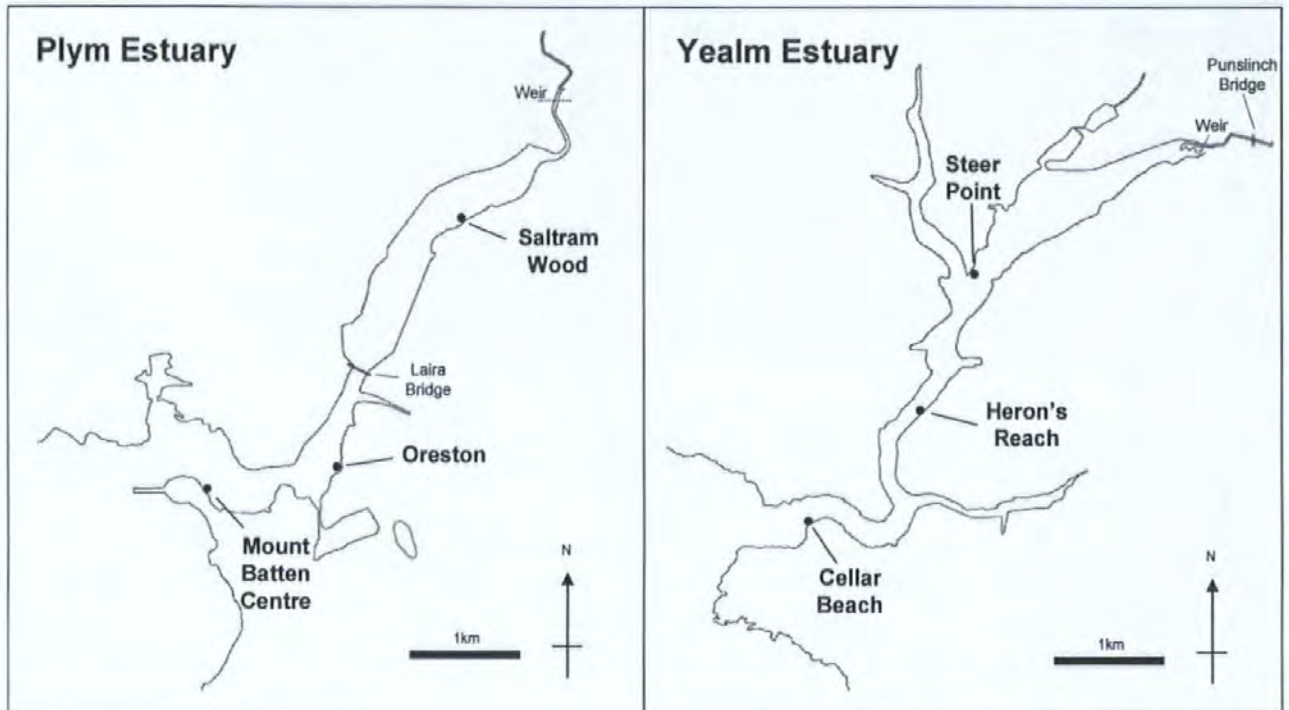 Plym Estuary
Weir
Saltram
Wood
Laira
Bridge
Oreston
Mount
Batten
Centre
N
1km
Yealm Estuary
Punslinch
Bridge
Weir
Steer
Point
Heron's
Reach
Cellar
Beach
N
1km